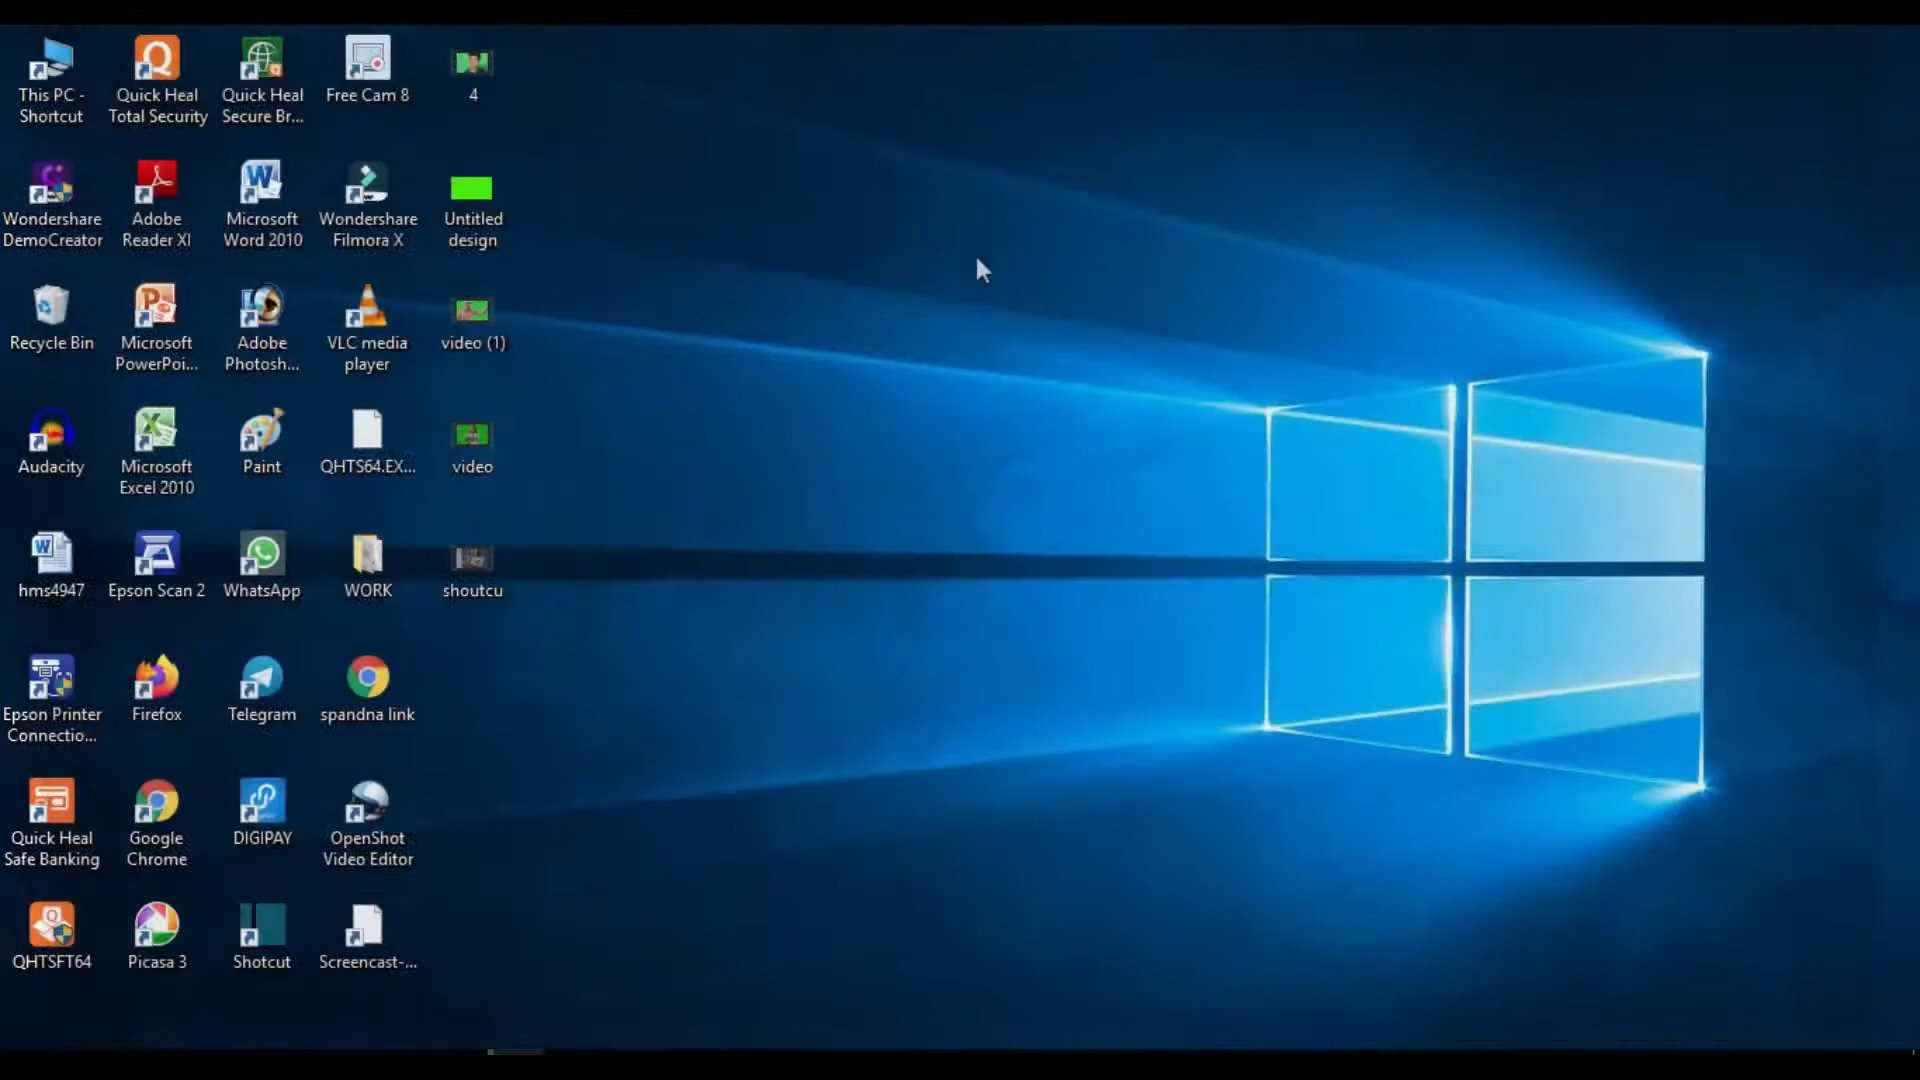 This PC -
Shortcut
Quick Heal
Total Security
Quick Heal
Secure Br...
Free Cam 8
4
Wondershare
DemoCreator
Adobe
Reader XI
Microsoft
Word 2010
Wondershare
Filmora X
Untitled
design
Recycle Bin
Microsoft
PowerPoi...
Adobe
Photosh...
VLC media
player
video (1)
Audacity
Microsoft
Excel 2010
Paint
QHTS64.EX...
video
hms4947
Epson Scan 2
WhatsApp
WORK
shoutcu
Epson Printer
Connectio...
Firefox
Telegram
spandna link
Quick Heal
Safe Banking
Google
Chrome
DIGIPAY
OpenShot
Video Editor
QHTSFT64
Picasa 3
Shotcut
Screencast-...